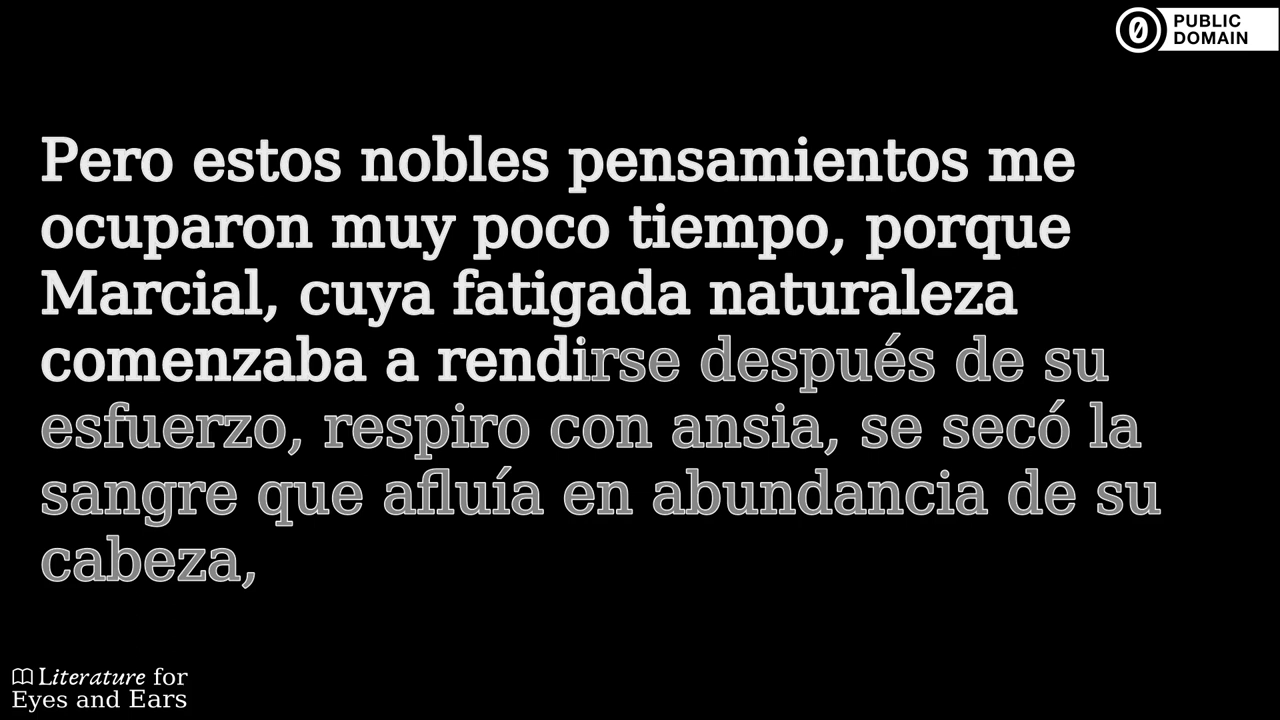 PUBLIC
DOMAIN
Pero estos nobles pensamientos me
ocuparon muy poco tiempo, porque
Marcial, cuya fatigada naturaleza
comenzaba a rendirse después de su
esfuerzo, respiro con ansia, se secó la
sangre que afluía en abundancia de su
cabeza,
Literature for
Eyes and Ears